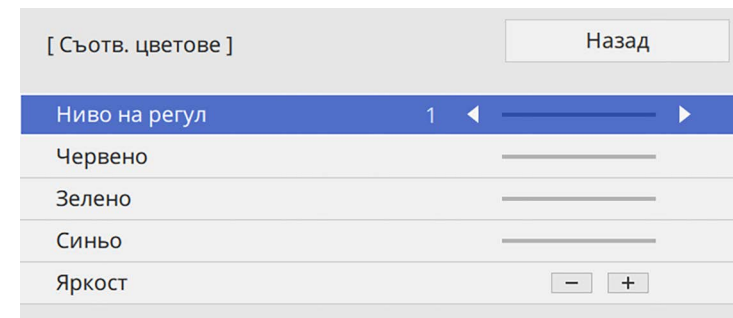 [ Съотв. цветове ]
Назад
Ниво на регул 1
Червено
Зелено
Синьо
Яркост − +